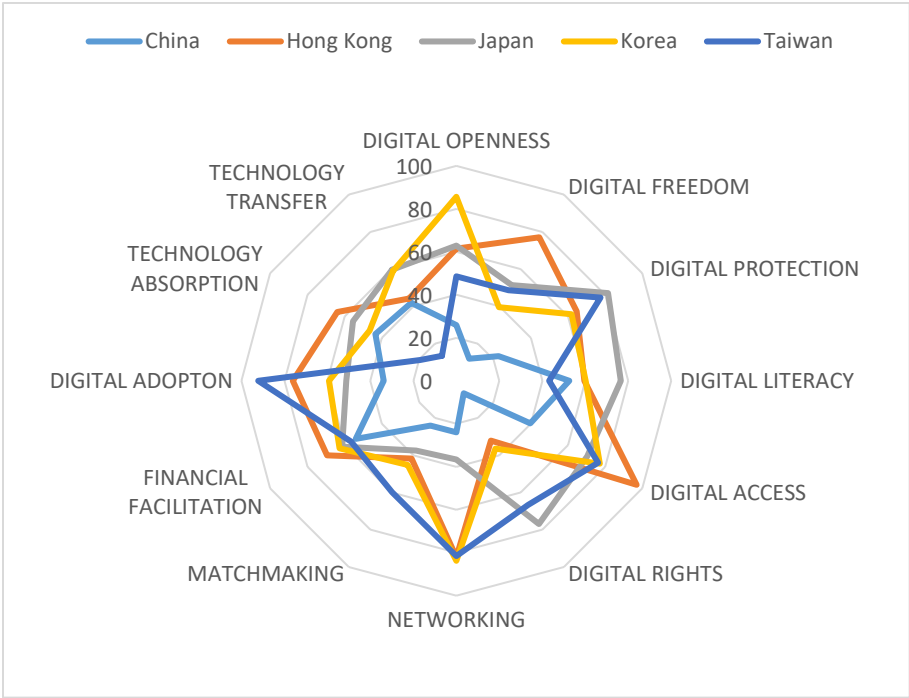 China Hong Kong Japan Korea Taiwan
DIGITAL OPENNESS
DIGITAL FREEDOM
DIGITAL PROTECTION
DIGITAL LITERACY
DIGITAL ACCESS
DIGITAL RIGHTS
NETWORKING
MATCHMAKING
FINANCIAL
FACILITATION
DIGITAL ADOPTON
TECHNOLOGY
ABSORPTION
TECHNOLOGY
TRANSFER
100
80
60
40
20
0